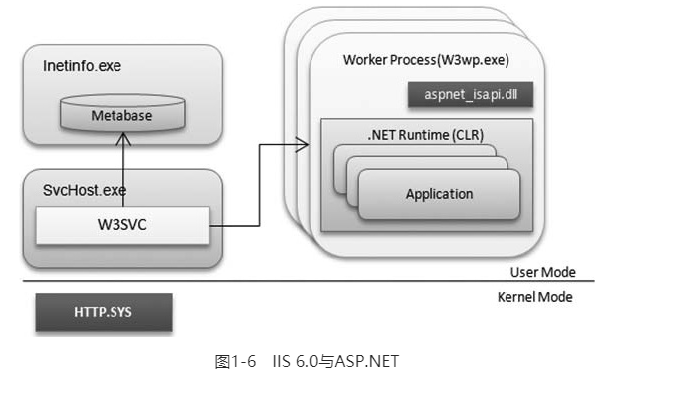 Inetinfo.exe
Metabase
SvcHost.exe
W3SVC
Worker Process(W3wp.exe)
aspnet_isapi.dll
.NET Runtime (CLR)
Application
User Mode
Kernel Mode
HTTP.SYS
图1-6 IIS 6.0与ASP.NET